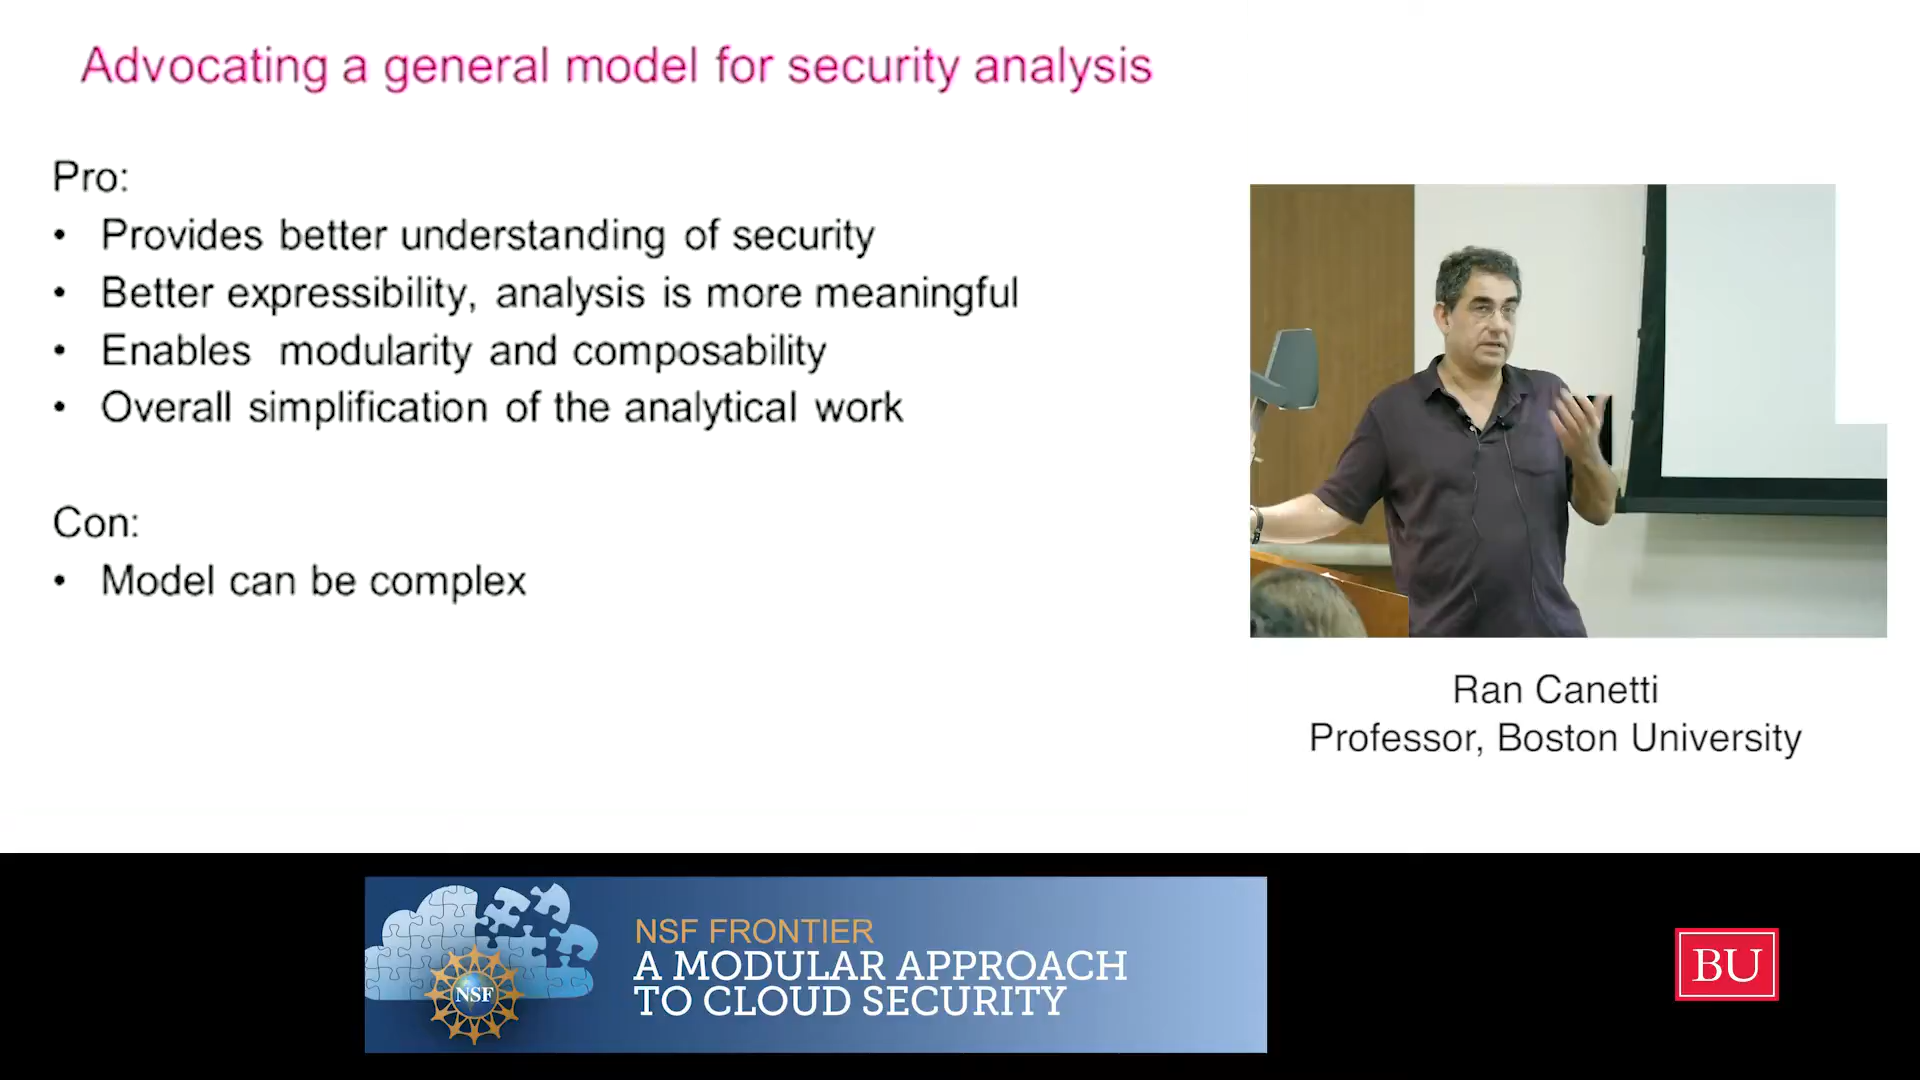 Advocating a general model for security analysis
Pro:
• Provides better understanding of security
• Better expressibility, analysis is more meaningful
• Enables modularity and composability
• Overall simplification of the analytical work
Con:
• Model can be complex
Ran Canetti
Professor, Boston University
NSF FRONTIER
A MODULAR APPROACH
TO CLOUD SECURITY
NSF
BU